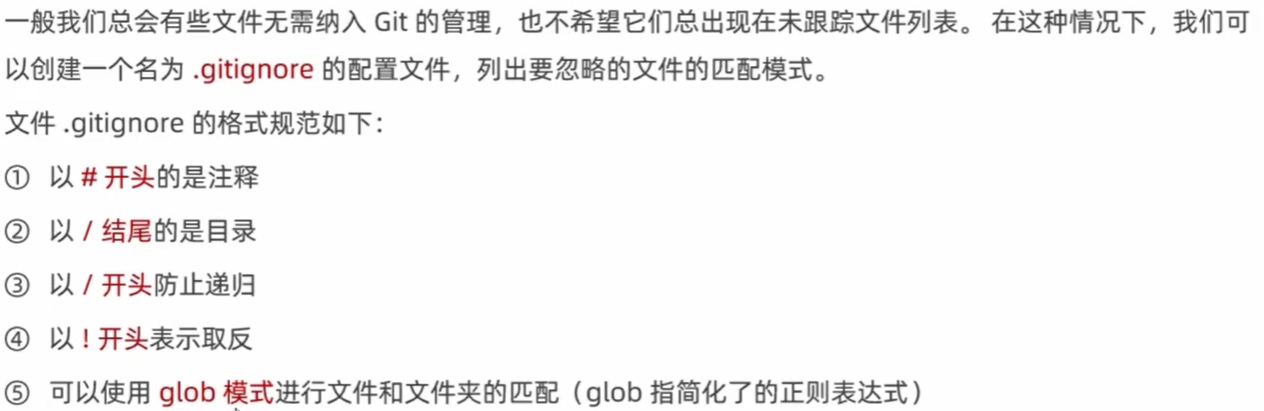 一般我们总会有些文件无需纳入 Git 的管理，也不希望它们总出现在未跟踪文件列表。 在这种情况下，我们可
以创建一个名为 .gitignore 的配置文件，列出要忽略的文件的匹配模式。
文件 .gitignore 的格式规范如下：
① 以 # 开头的是注释
② 以 / 结尾的是目录
③ 以 / 开头防止递归
④ 以 ! 开头表示取反
⑤ 可以使用 glob 模式进行文件和文件夹的匹配（glob 指简化了的正则表达式）